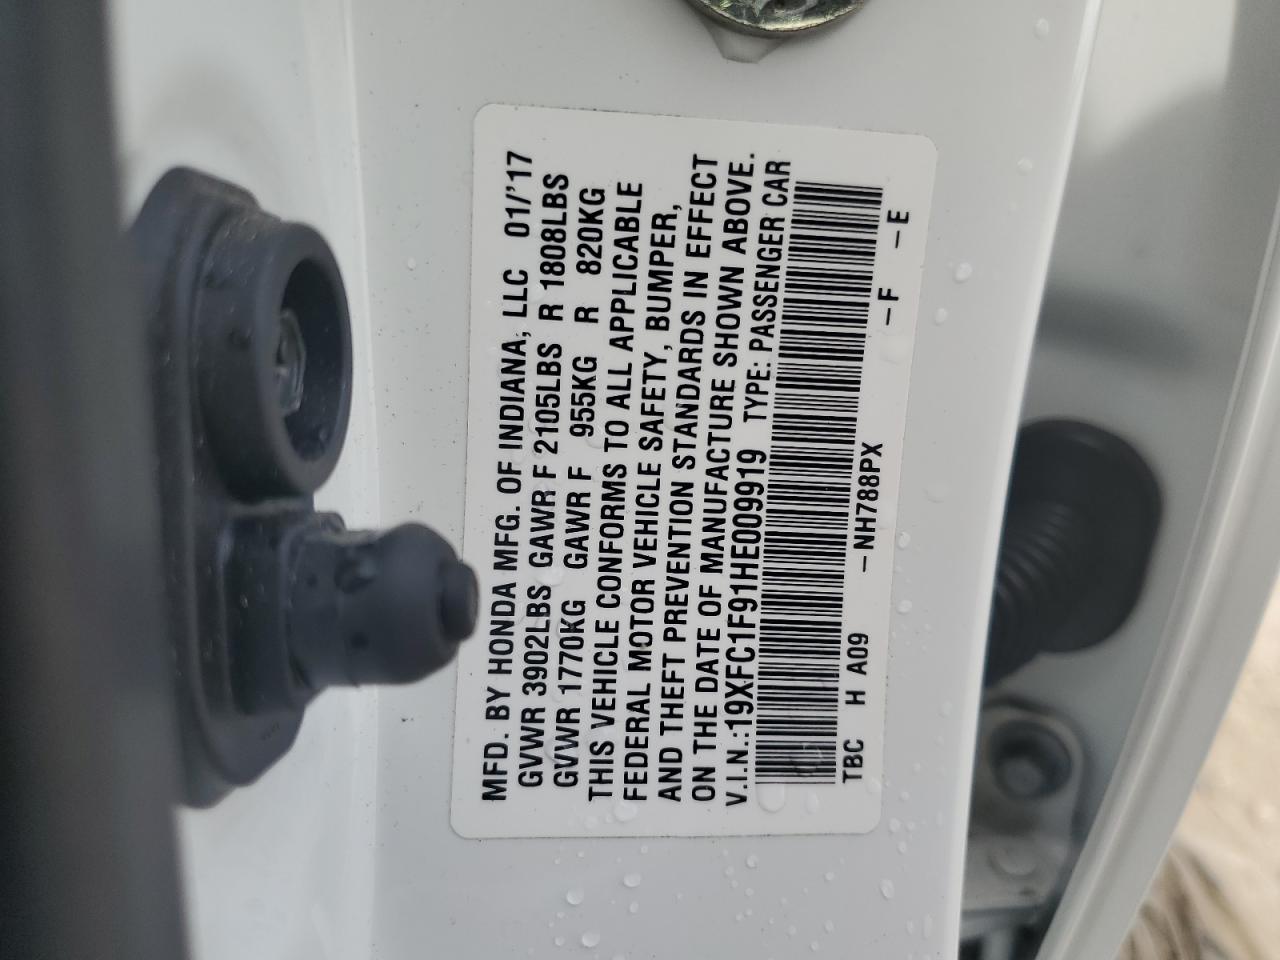 MFD. BY HONDA MFG. OF INDIANA, LLC 01/'17
GVWR 3902LBS GAWR F 2105LBS R 1808LBS
GVWR 1770KG GAWR F 955KG R 820KG
THIS VEHICLE CONFORMS TO ALL APPLICABLE
FEDERAL MOTOR VEHICLE SAFETY, BUMPER,
AND THEFT PREVENTION STANDARDS IN EFFECT
ON THE DATE OF MANUFACTURE SHOWN ABOVE.
V.I.N.:19XFC1F91HE009919 TYPE: PASSENGER CAR
TBC H A09 -NH788PX -F -E